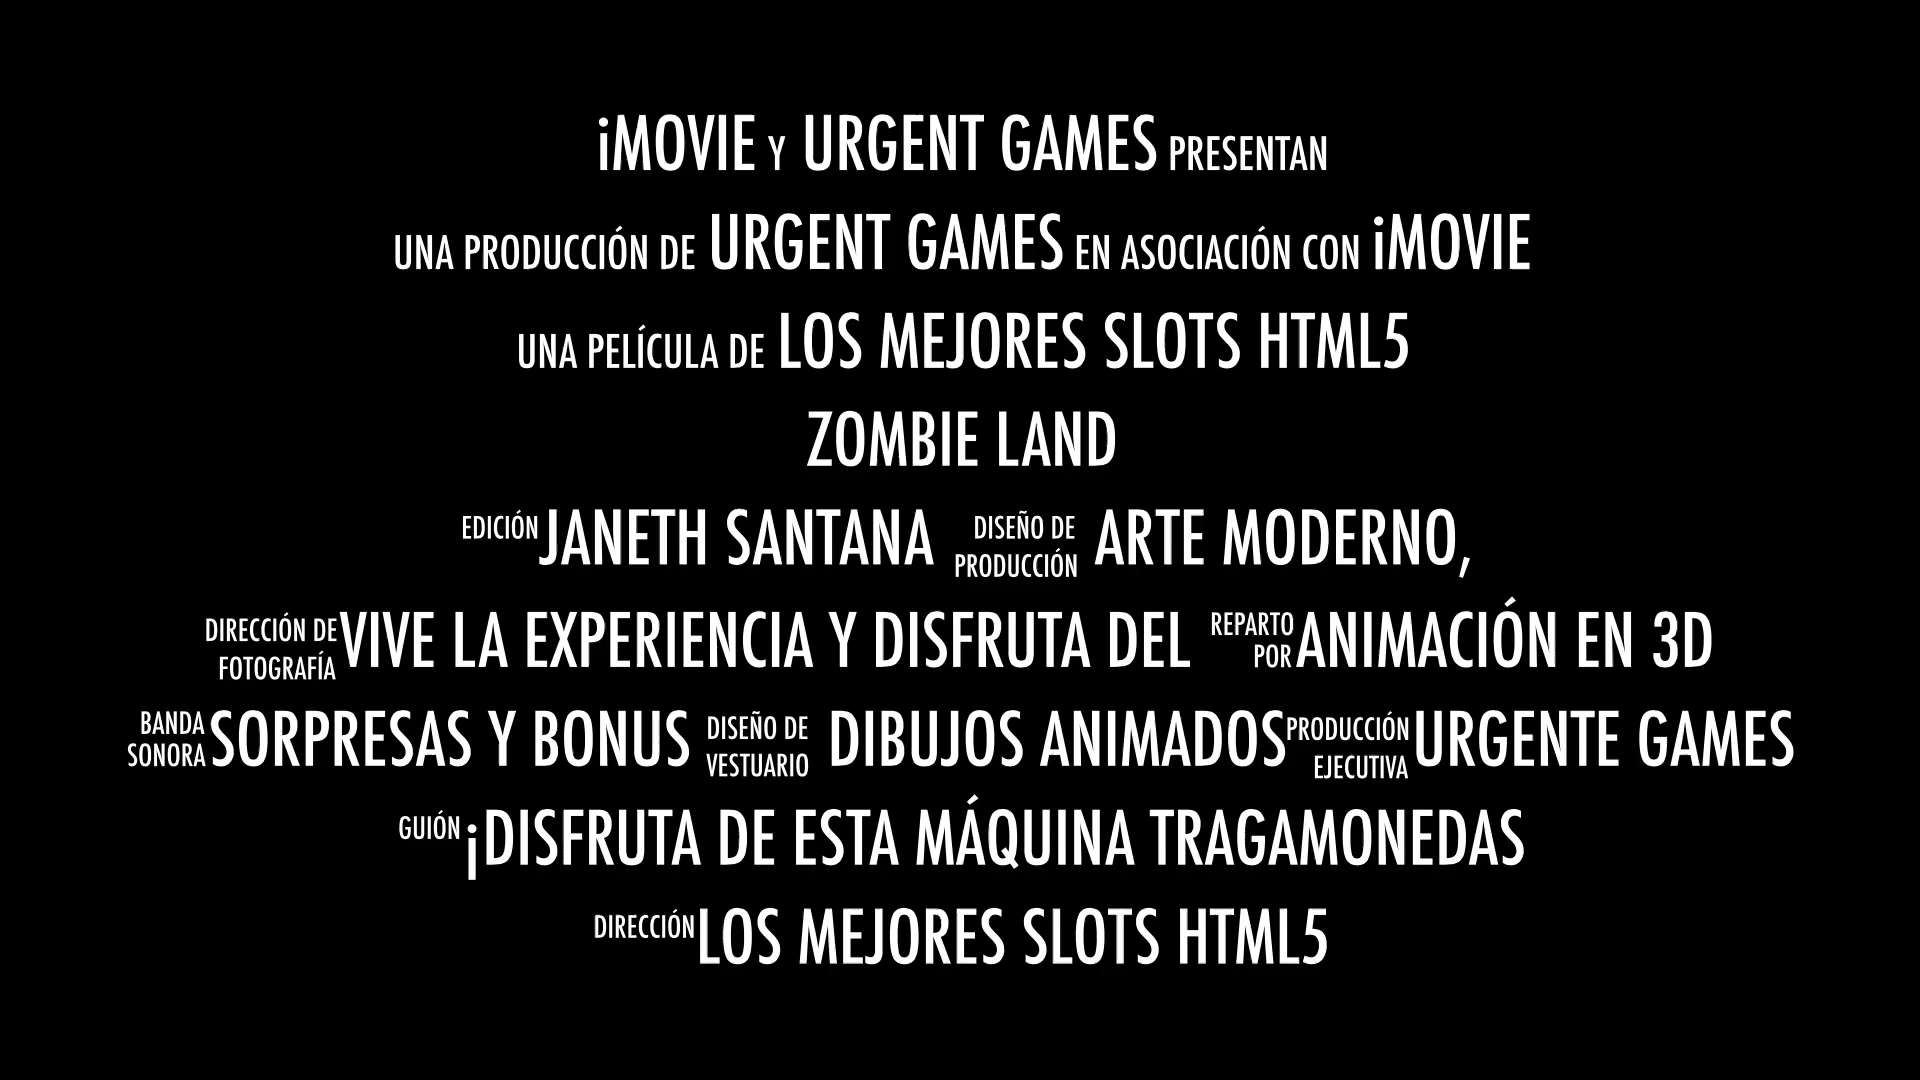 iMOVIE Y URGENT GAMES PRESENTAN
UNA PRODUCCIÓN DE URGENT GAMES EN ASOCIACIÓN CON iMOVIE
UNA PELÍCULA DE LOS MEJORES SLOTS HTML5
ZOMBIE LAND
EDICIÓN JANETH SANTANA DISEÑO DE PRODUCCIÓN ARTE MODERNO,
DIRECCIÓN DE FOTOGRAFÍA VIVE LA EXPERIENCIA Y DISFRUTA DEL REPARTO POR ANIMACIÓN EN 3D
BANDA SONORA SORPRESAS Y BONUS DISEÑO DE VESTUARIO DIBUJOS ANIMADOS PRODUCCIÓN EJECUTIVA URGENTE GAMES
GUIÓN ¡DISFRUTA DE ESTA MÁQUINA TRAGAMONEDAS
DIRECCIÓN LOS MEJORES SLOTS HTML5